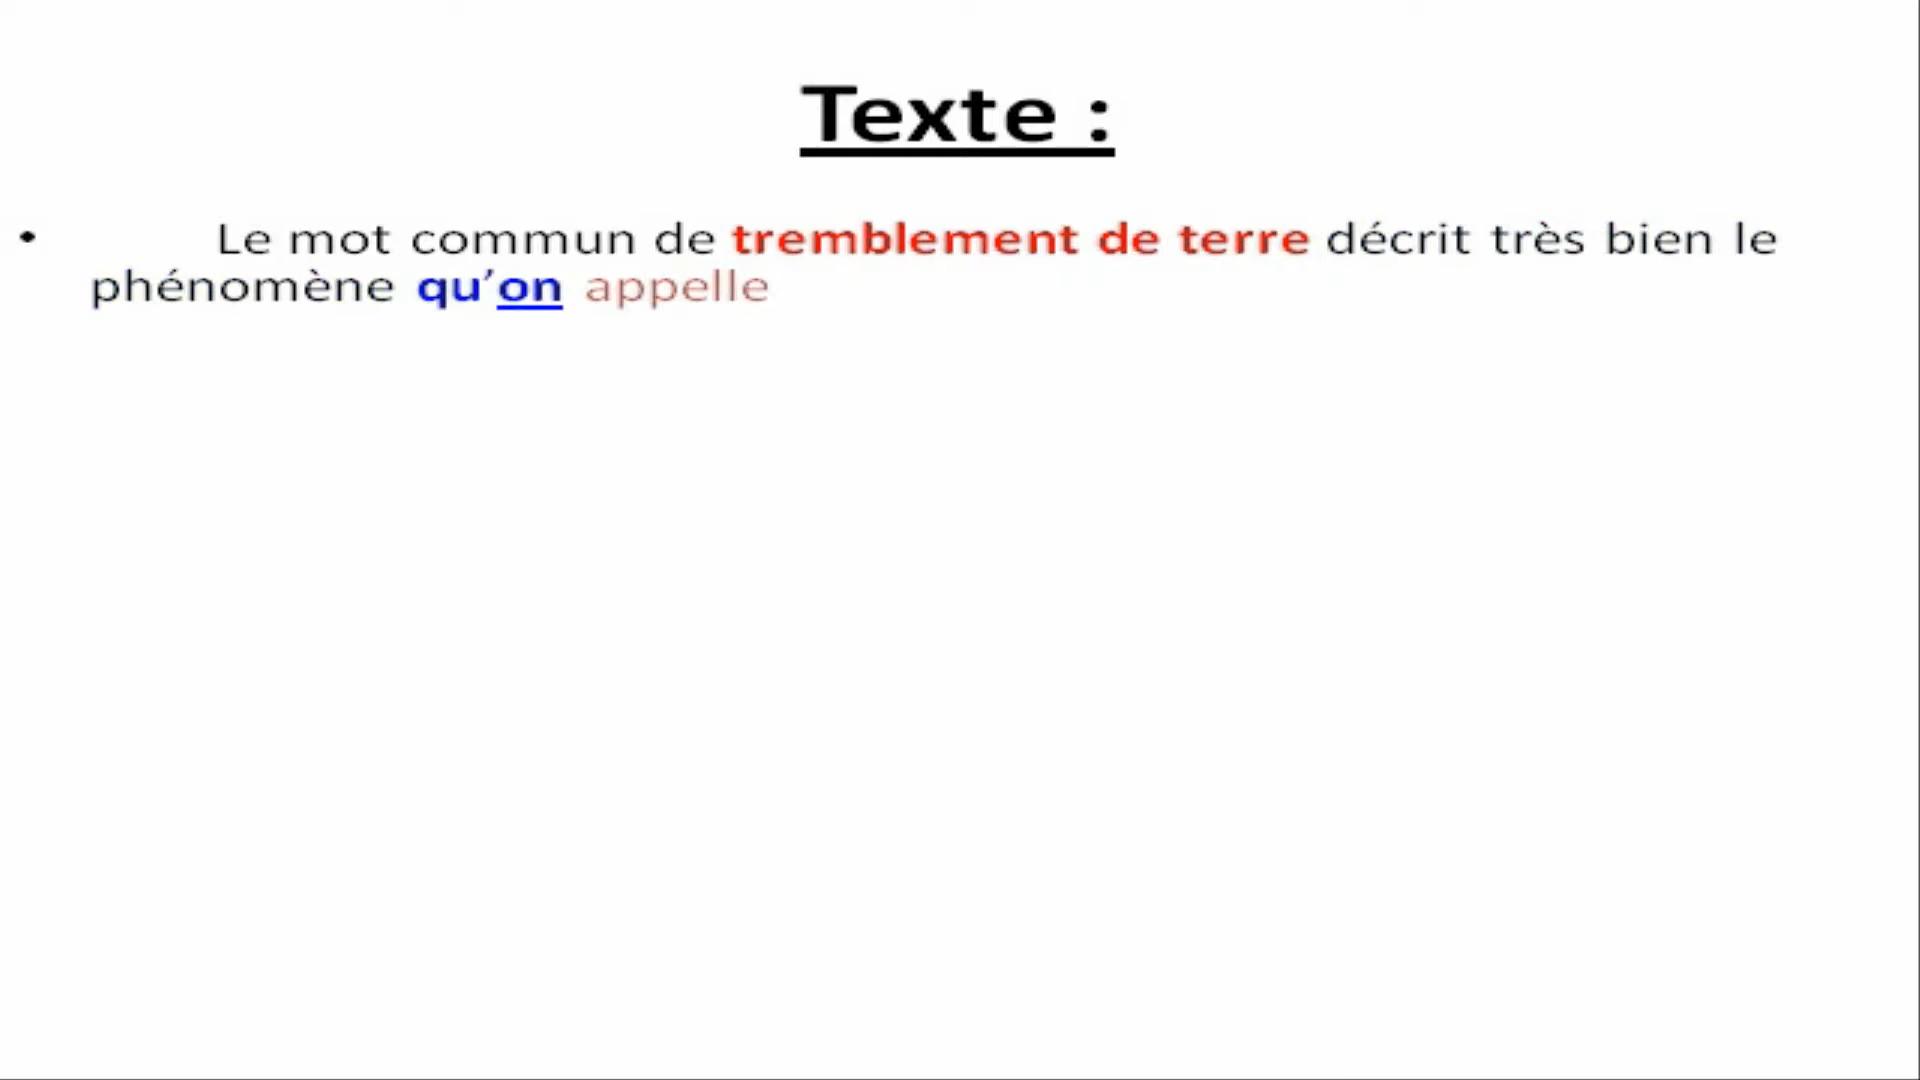 Texte :
• Le mot commun de tremblement de terre décrit très bien le
phénomène qu’on appelle